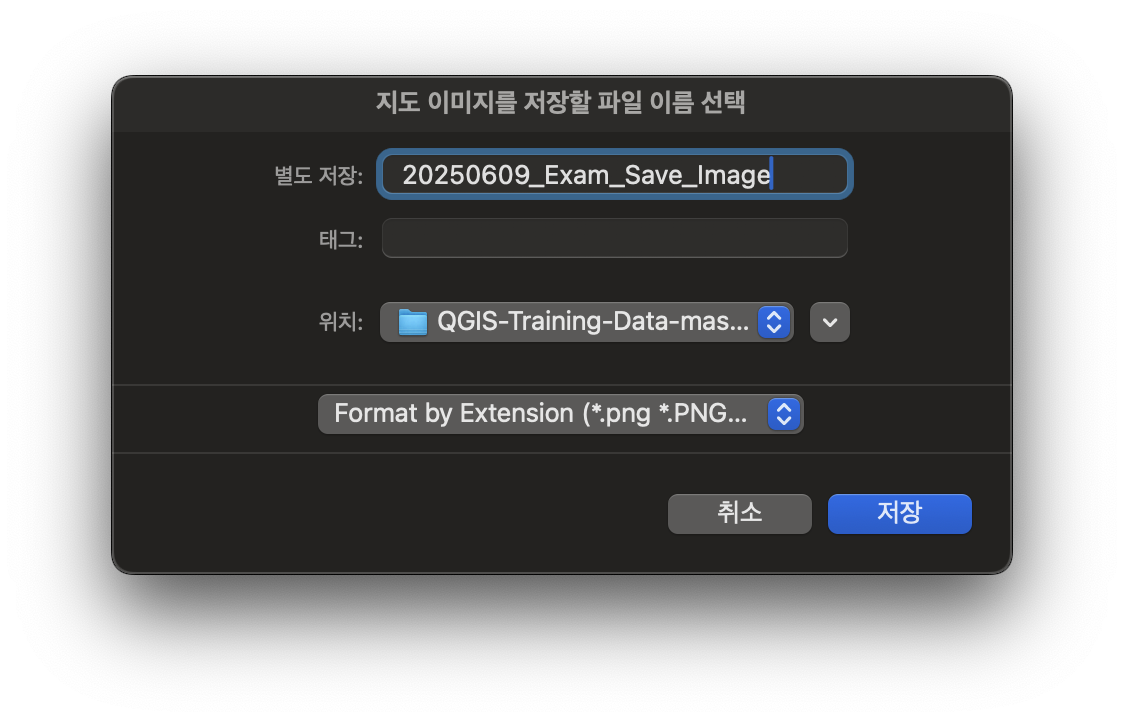 지도 이미지를 저장할 파일 이름 선택
별도 저장: 20250609_Exam_Save_Image
태그:
위치: QGIS-Training-Data-mas...
Format by Extension (*.png *.PNG...
취소 저장